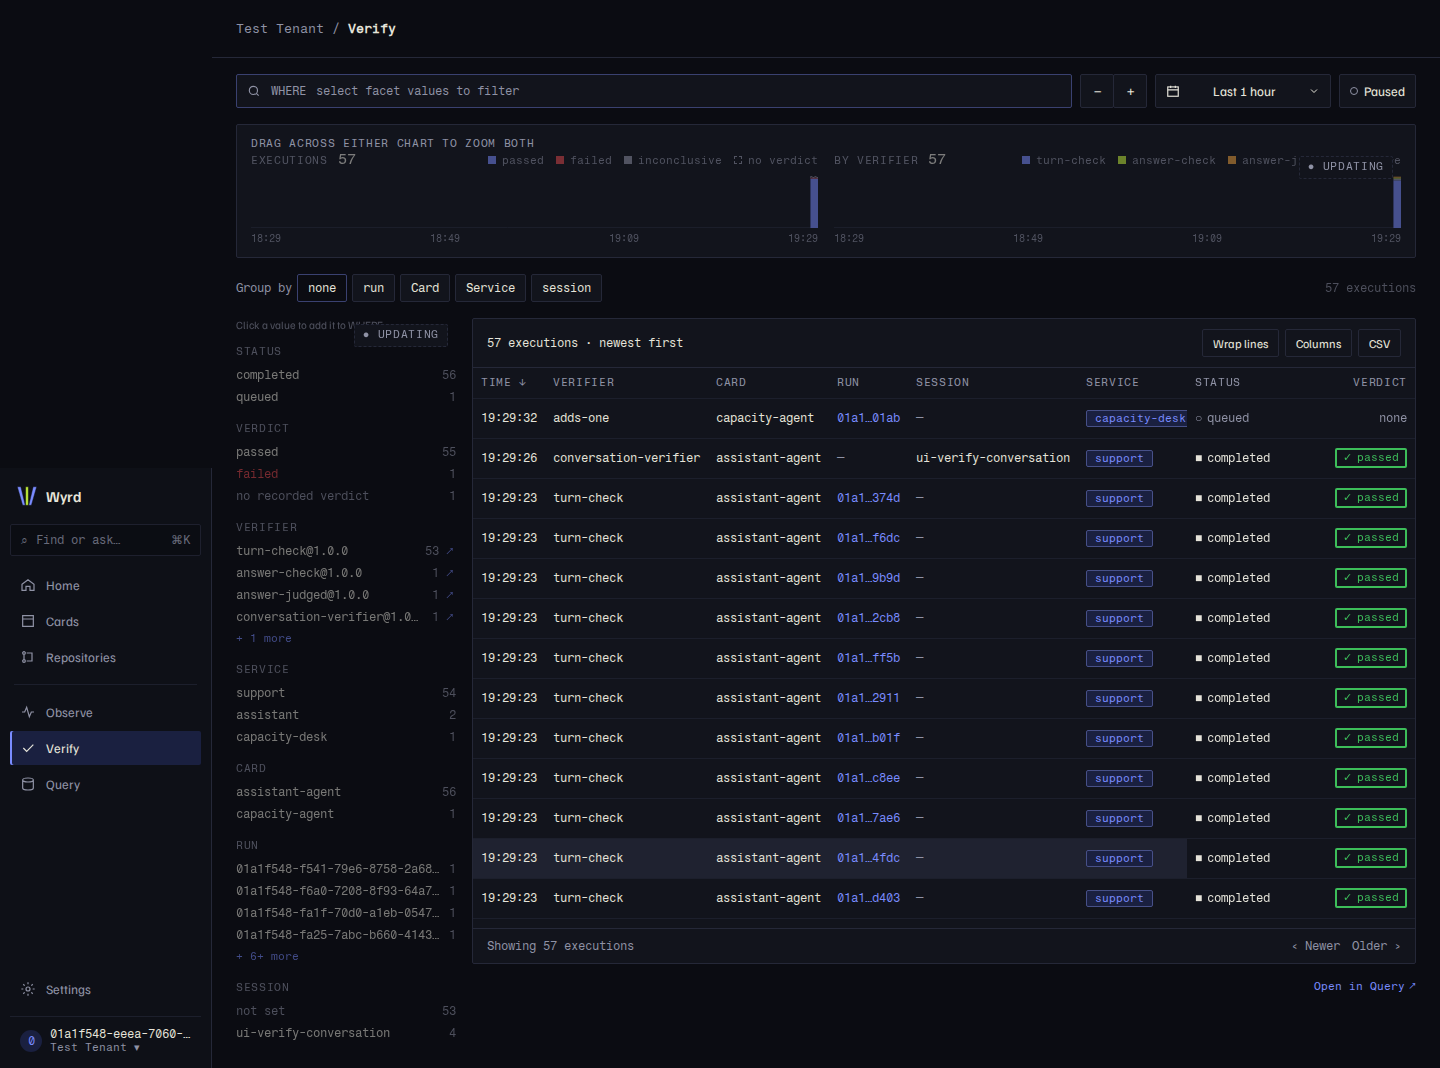 Test Tenant / Verify
WHERE select facet values to filter
− +
Last 1 hour
Paused
DRAG ACROSS EITHER CHART TO ZOOM BOTH
EXECUTIONS 57
passed failed inconclusive no verdict
BY VERIFIER 57
turn-check answer-check
● UPDATING
18:29 18:49 19:09 19:29
18:29 18:49 19:09 19:29
Group by none run Card Service session
57 executions
Click a value to add it to
● UPDATING
STATUS
completed 56
queued 1
VERDICT
passed 55
failed 1
no recorded verdict 1
VERIFIER
turn-check@1.0.0 53 ↗
answer-check@1.0.0 1 ↗
answer-judged@1.0.0 1 ↗
conversation-verifier@1.0… 1 ↗
+ 1 more
SERVICE
support 54
assistant 2
capacity-desk 1
CARD
assistant-agent 56
capacity-agent 1
RUN
01a1f548-f541-79e6-8758-2a68… 1
01a1f548-f6a0-7208-8f93-64a7… 1
01a1f548-fa1f-70d0-a1eb-0547… 1
01a1f548-fa25-7abc-b660-4143… 1
+ 6+ more
SESSION
not set 53
ui-verify-conversation 4
57 executions · newest first
Wrap lines Columns CSV
TIME ↓ VERIFIER CARD RUN SESSION SERVICE STATUS VERDICT
19:29:32 adds-one capacity-agent 01a1…01ab — capacity-desk ○ queued none
19:29:26 conversation-verifier assistant-agent — ui-verify-conversation support ■ completed ✓ passed
19:29:23 turn-check assistant-agent 01a1…374d — support ■ completed ✓ passed
19:29:23 turn-check assistant-agent 01a1…f6dc — support ■ completed ✓ passed
19:29:23 turn-check assistant-agent 01a1…9b9d — support ■ completed ✓ passed
19:29:23 turn-check assistant-agent 01a1…2cb8 — support ■ completed ✓ passed
19:29:23 turn-check assistant-agent 01a1…ff5b — support ■ completed ✓ passed
19:29:23 turn-check assistant-agent 01a1…2911 — support ■ completed ✓ passed
19:29:23 turn-check assistant-agent 01a1…b01f — support ■ completed ✓ passed
19:29:23 turn-check assistant-agent 01a1…c8ee — support ■ completed ✓ passed
19:29:23 turn-check assistant-agent 01a1…7ae6 — support ■ completed ✓ passed
19:29:23 turn-check assistant-agent 01a1…4fdc — support ■ completed ✓ passed
19:29:23 turn-check assistant-agent 01a1…d403 — support ■ completed ✓ passed
Showing 57 executions
‹ Newer Older ›
Open in Query ↗
Wyrd
Find or ask… ⌘K
Home
Cards
Repositories
Observe
Verify
Query
Settings
0 01a1f548-eeea-7060-…
Test Tenant ▾